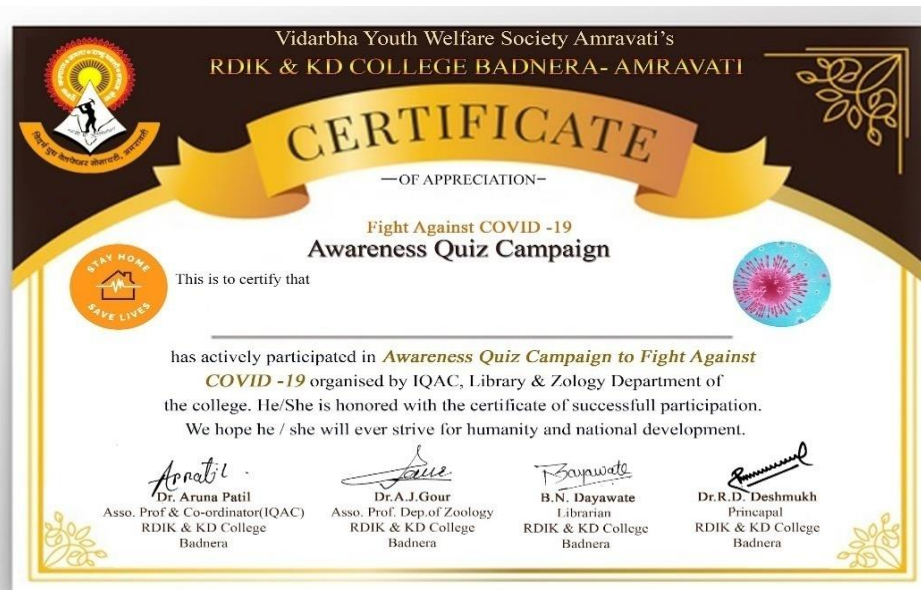 Vidarbha Youth Welfare Society Amravati's
RDIK & KD COLLEGE BADNERA- AMRAVATI
CERTIFICATE
—OF APPRECIATION–
Fight Against COVID -19
Awareness Quiz Campaign
STAY HOME
SAVE LIVES
This is to certify that
has actively participated in Awareness Quiz Campaign to Fight Against
COVID -19 organised by IQAC, Library & Zology Department of
the college. He/She is honored with the certificate of successfull participation.
We hope he / she will ever strive for humanity and national development.
Dr. Aruna Patil
Asso. Prof & Co-ordinator(IQAC)
RDIK & KD College
Badnera
Dr.A.J.Gour
Asso. Prof. Dep.of Zoology
RDIK & KD College
Badnera
B.N. Dayawate
Librarian
RDIK & KD College
Badnera
Dr.R.D. Deshmukh
Princapal
RDIK & KD College
Badnera